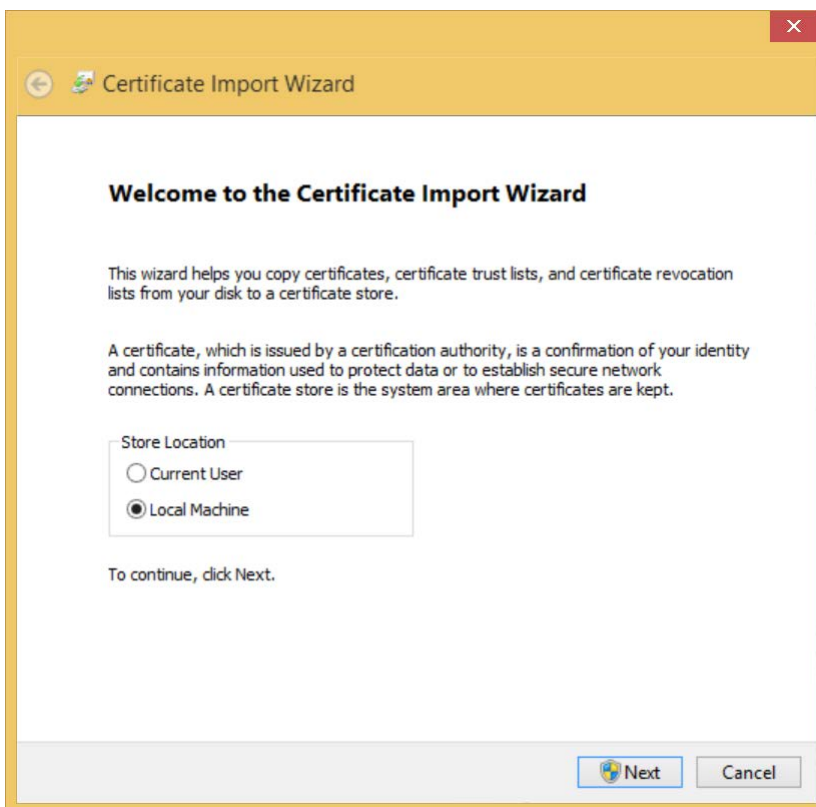 Certificate Import Wizard
Welcome to the Certificate Import Wizard
This wizard helps you copy certificates, certificate trust lists, and certificate revocation
lists from your disk to a certificate store.
A certificate, which is issued by a certification authority, is a confirmation of your identity
and contains information used to protect data or to establish secure network
connections. A certificate store is the system area where certificates are kept.
Store Location
Current User
Local Machine
To continue, click Next.
Next Cancel